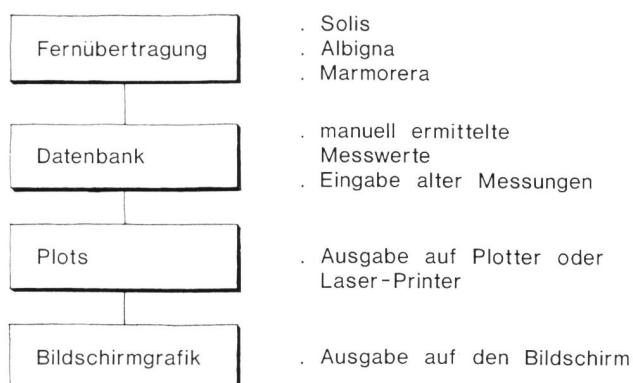 Fernübertragung
. Solis
. Albigna
. Marmorera
Datenbank
. manuell ermittelte
Messwerte
. Eingabe alter Messungen
Plots
. Ausgabe auf Plotter oder
Laser-Printer
Bildschirmgrafik
. Ausgabe auf den Bildschirm